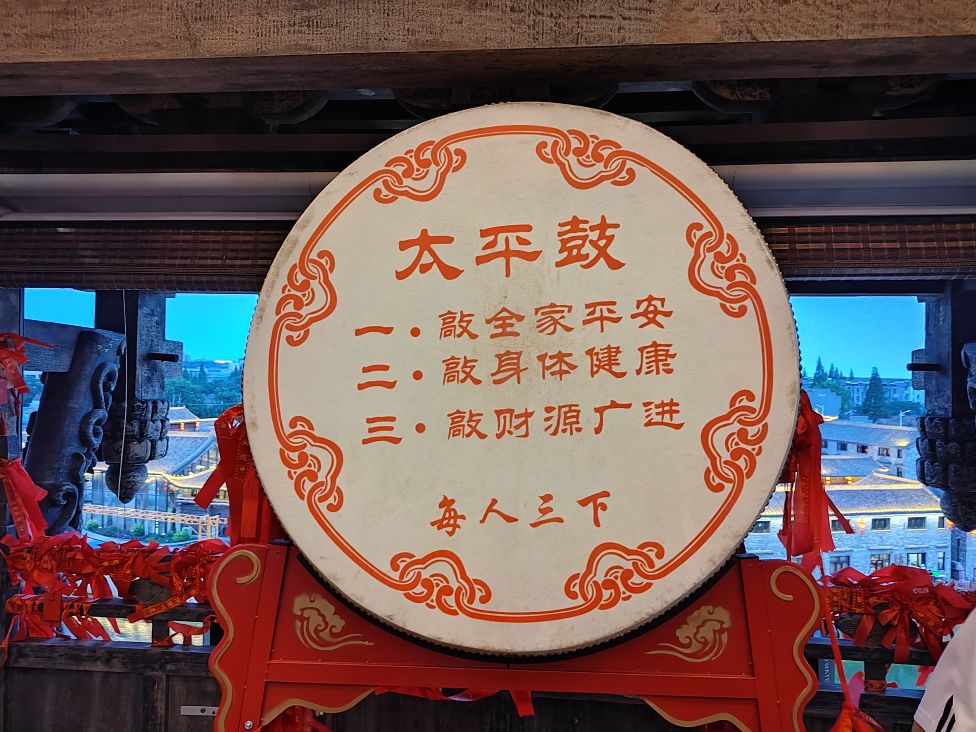 太平鼓
一·敲全家平安
二·敲身体健康
三·敲财源广进
每人三下